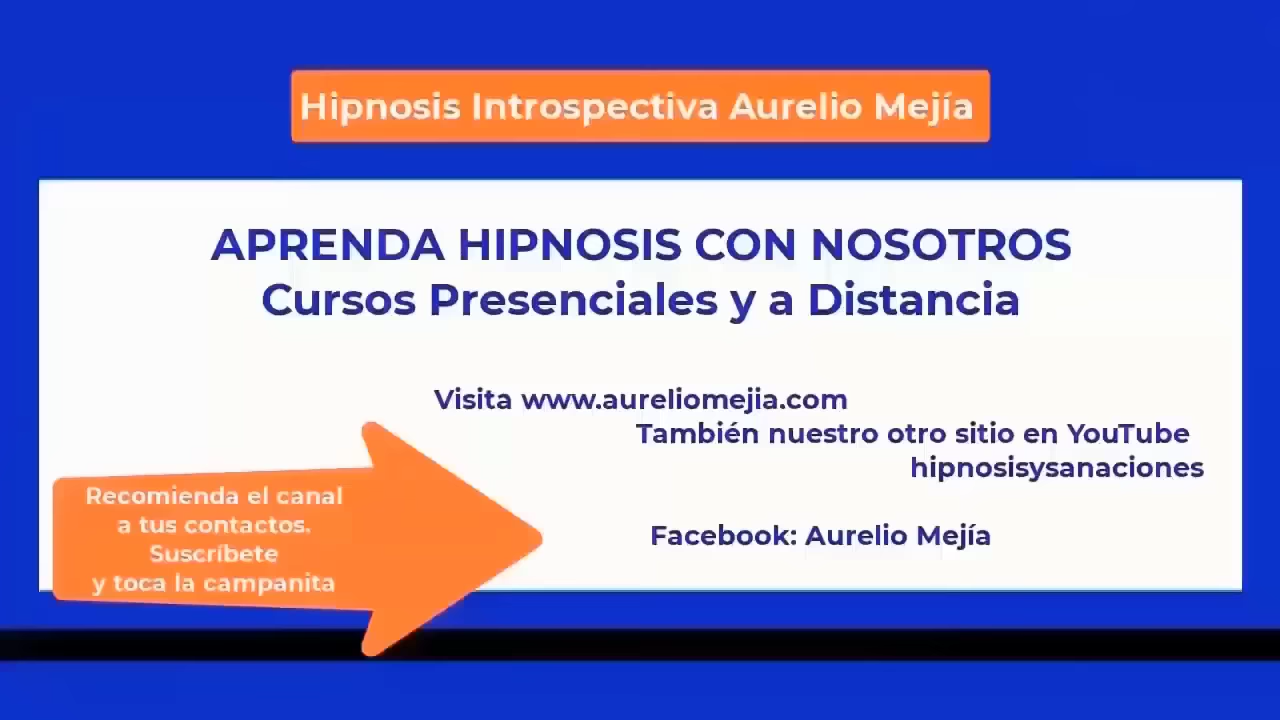 Hipnosis Introspectiva Aurelio Mejía
APRENDA HIPNOSIS CON NOSOTROS
Cursos Presenciales y a Distancia
Visita www.aureliomejia.com
También nuestro otro sitio en YouTube
hipnosisysanaciones
Facebook: Aurelio Mejía
Recomienda el canal
a tus contactos.
Suscríbete
y toca la campanita